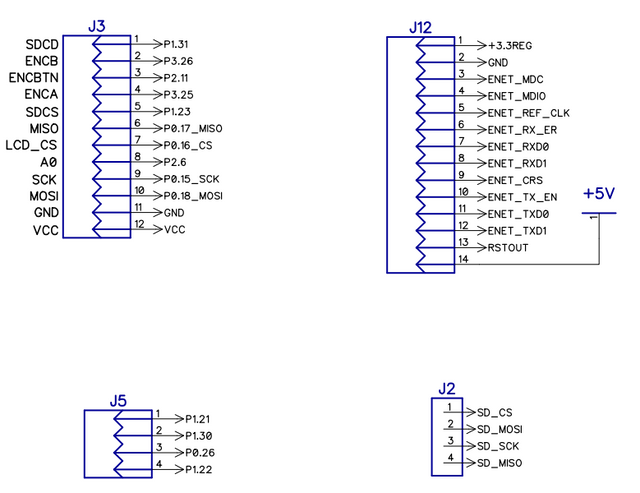 J3
SDCD 1 P1.31
ENCB 2 P3.26
ENCBTN 3 P2.11
ENCA 4 P3.25
SDCS 5 P1.23
MISO 6 P0.17_MISO
LCD_CS 7 P0.16_CS
A0 8 P2.6
SCK 9 P0.15_SCK
MOSI 10 P0.18_MOSI
GND 11 GND
VCC 12 VCC
J12
1 +3.3REG
2 GND
3 ENET_MDC
4 ENET_MDIO
5 ENET_REF_CLK
6 ENET_RX_ER
7 ENET_RXD0
8 ENET_RXD1
9 ENET_CRS
10 ENET_TX_EN
11 ENET_TXD0
12 ENET_TXD1
13 RSTOUT
14
+5V
1
J5
1 P1.21
2 P1.30
3 P0.26
4 P1.22
J2
1 SD_CS
2 SD_MOSI
3 SD_SCK
4 SD_MISO